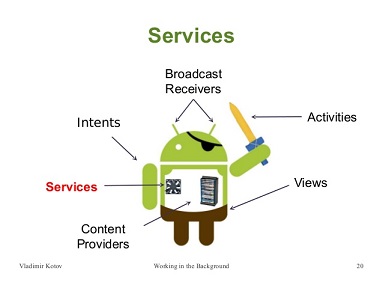 Services
Broadcast
Receivers
Activities
Intents
Services
Views
Content
Providers
Vladimir Kotov
Working in the Background
20